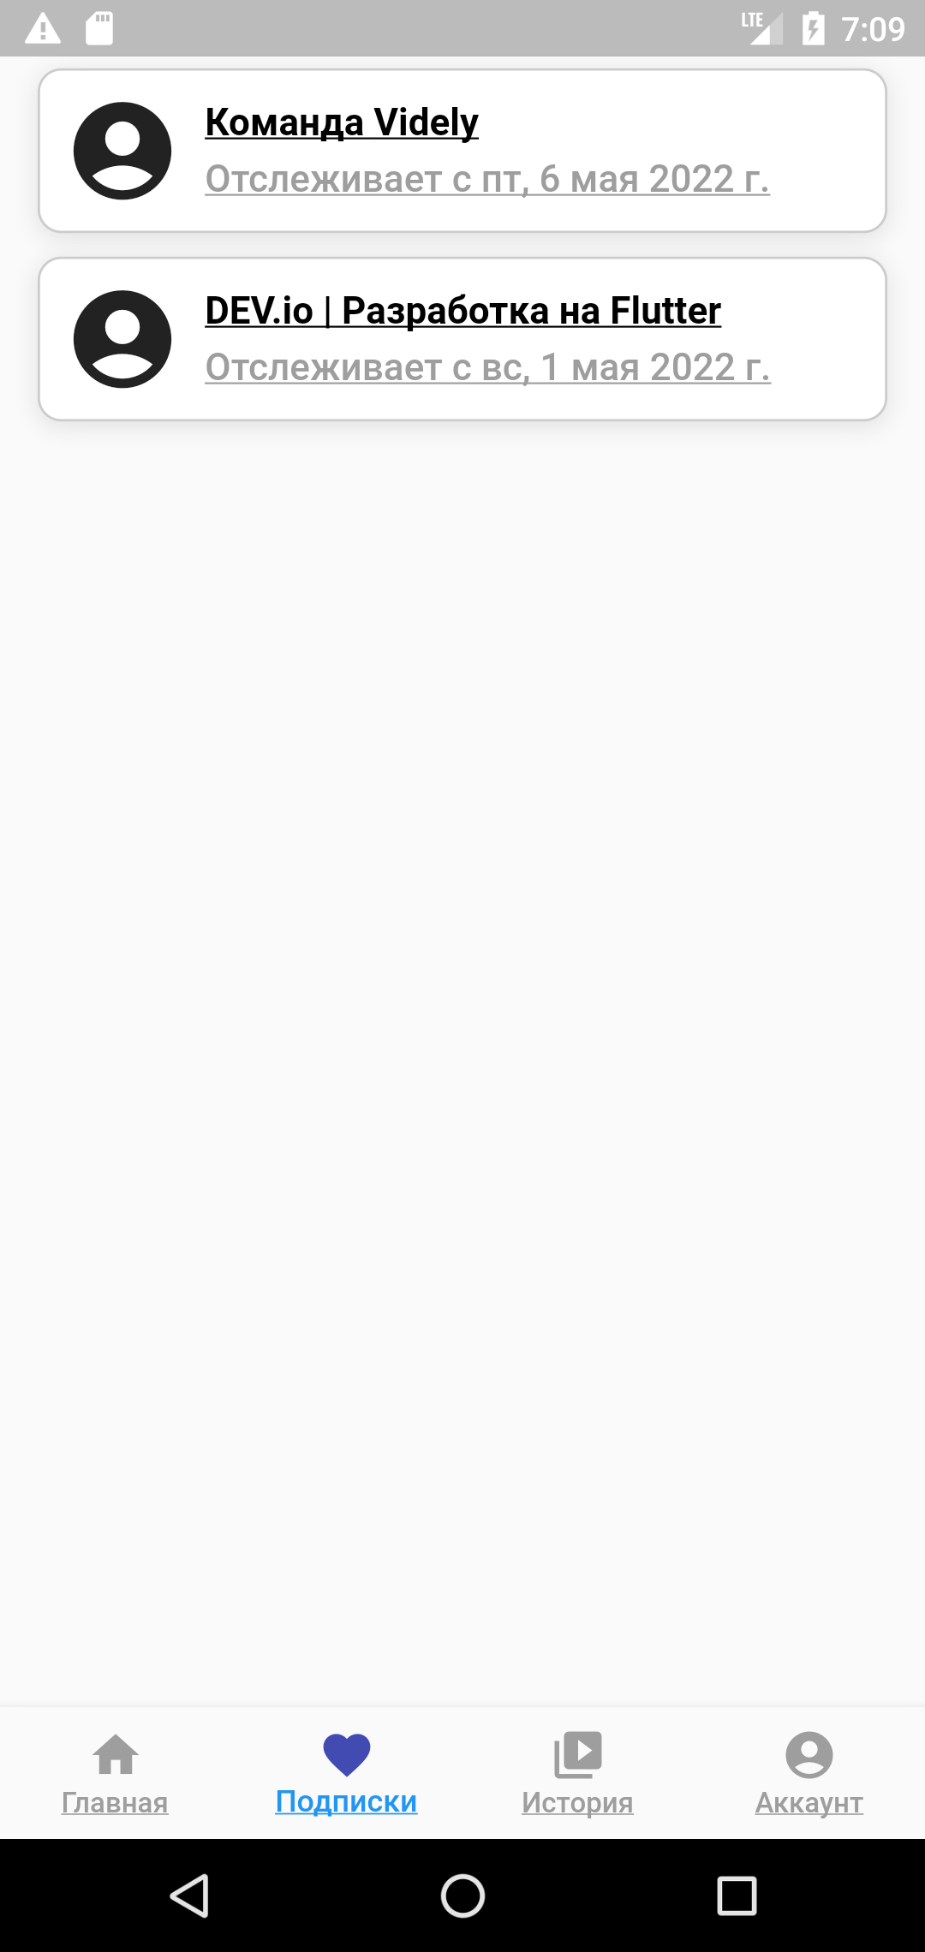 LTE 7:09
Команда Videly
Отслеживает с пт, 6 мая 2022 г.
DEV.io | Разработка на Flutter
Отслеживает с вс, 1 мая 2022 г.
Главная
Подписки
История
Аккаунт